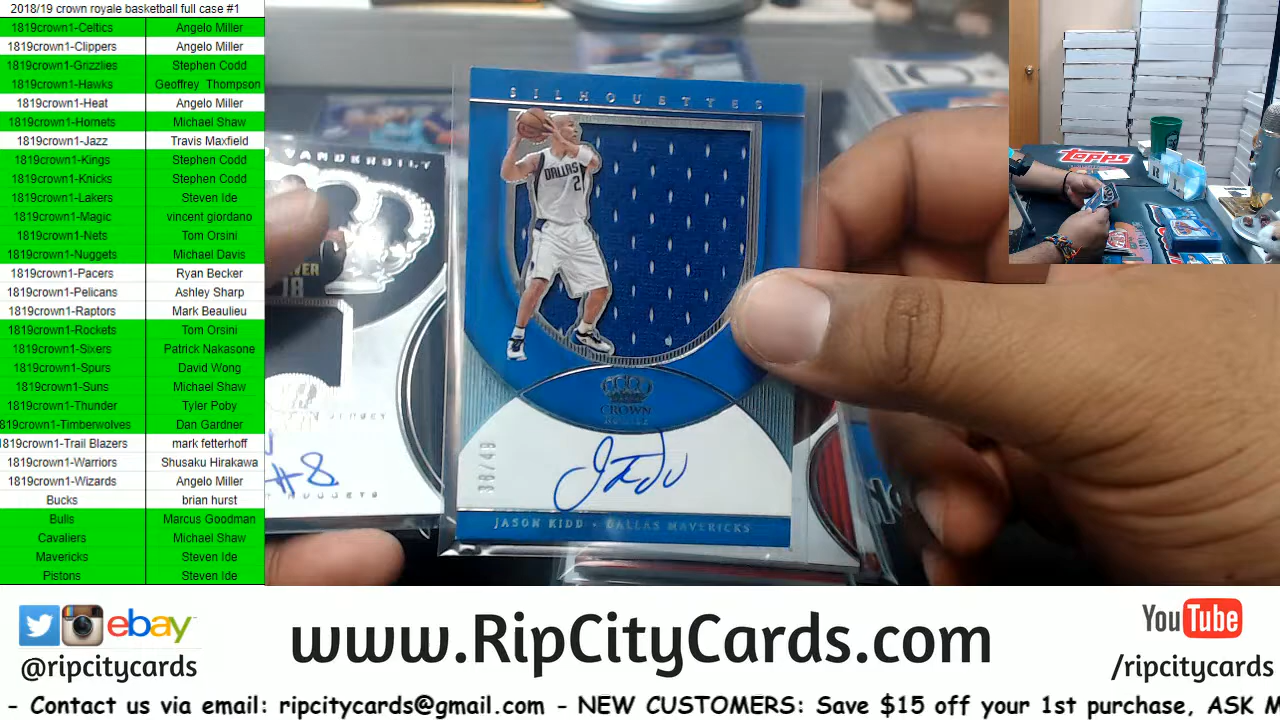 2018/19 crown royale basketball full case #1
1819crown1-Celtics Angelo Miller
1819crown1-Clippers Angelo Miller
1819crown1-Grizzlies Stephen Codd
1819crown1-Hawks Geoffrey Thompson
1819crown1-Heat Angelo Miller
1819crown1-Hornets Michael Shaw
1819crown1-Jazz Travis Maxfield
1819crown1-Kings Stephen Codd
1819crown1-Knicks Stephen Codd
1819crown1-Lakers Steven Ide
1819crown1-Magic vincent giordano
1819crown1-Nets Tom Orsini
1819crown1-Nuggets Michael Davis
1819crown1-Pacers Ryan Becker
1819crown1-Pelicans Ashley Sharp
1819crown1-Raptors Mark Beaulieu
1819crown1-Rockets Tom Orsini
1819crown1-Sixers Patrick Nakasone
1819crown1-Spurs David Wong
1819crown1-Suns Michael Shaw
1819crown1-Thunder Tyler Poby
1819crown1-Timberwolves Dan Gardner
1819crown1-Trail Blazers mark fetterhoff
1819crown1-Warriors Shusaku Hirakawa
1819crown1-Wizards Angelo Miller
Bucks brian hurst
Bulls Marcus Goodman
Cavaliers Michael Shaw
Mavericks Steven Ide
Pistons Steven Ide
VANDERBILT
18
JERSEY
#8
NUGGETS
SILHOUETTES
DALLAS
2
CROWN
JASON KIDD • DALLAS MAVERICKS
Topps
ebay
@ripcitycards
www.RipCityCards.com
YouTube
/ripcitycards
- Contact us via email: ripcitycards@gmail.com - NEW CUSTOMERS: Save $15 off your 1st purchase, ASK